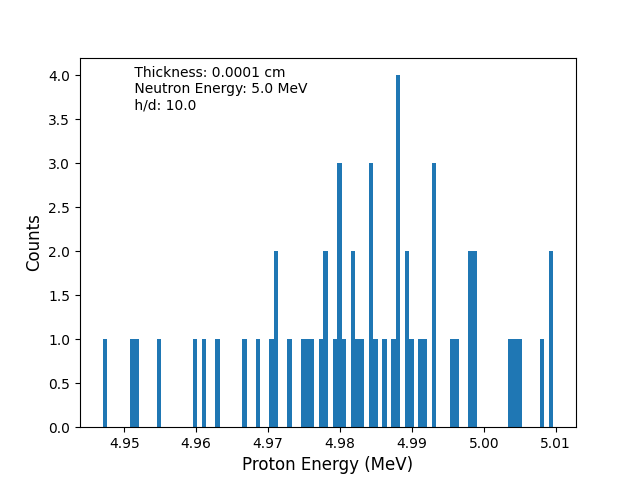 Thickness: 0.0001 cm
Neutron Energy: 5.0 MeV
h/d: 10.0
4.0
3.5
3.0
2.5
2.0
1.5
1.0
0.5
0.0
Counts
4.95 4.96 4.97 4.98 4.99 5.00 5.01
Proton Energy (MeV)